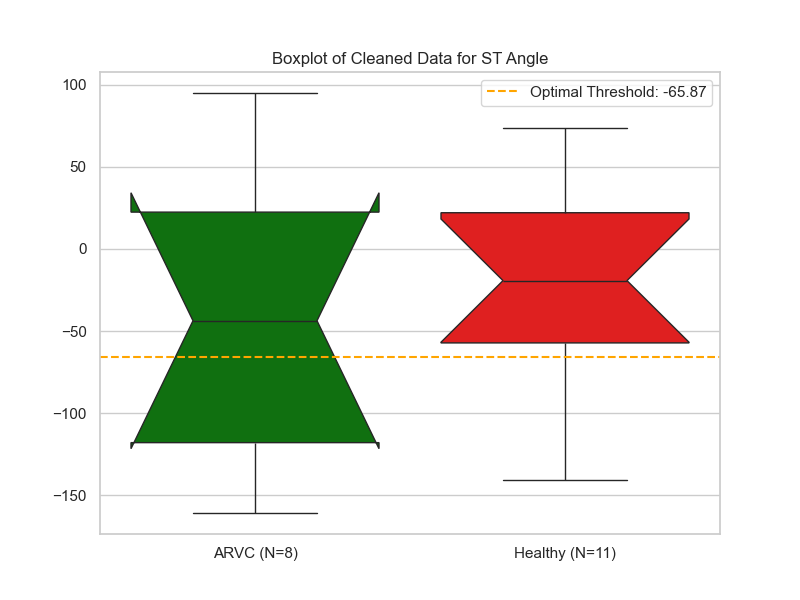 Boxplot of Cleaned Data for ST Angle
Optimal Threshold: -65.87
100
50
0
−50
−100
−150
ARVC (N=8)
Healthy (N=11)